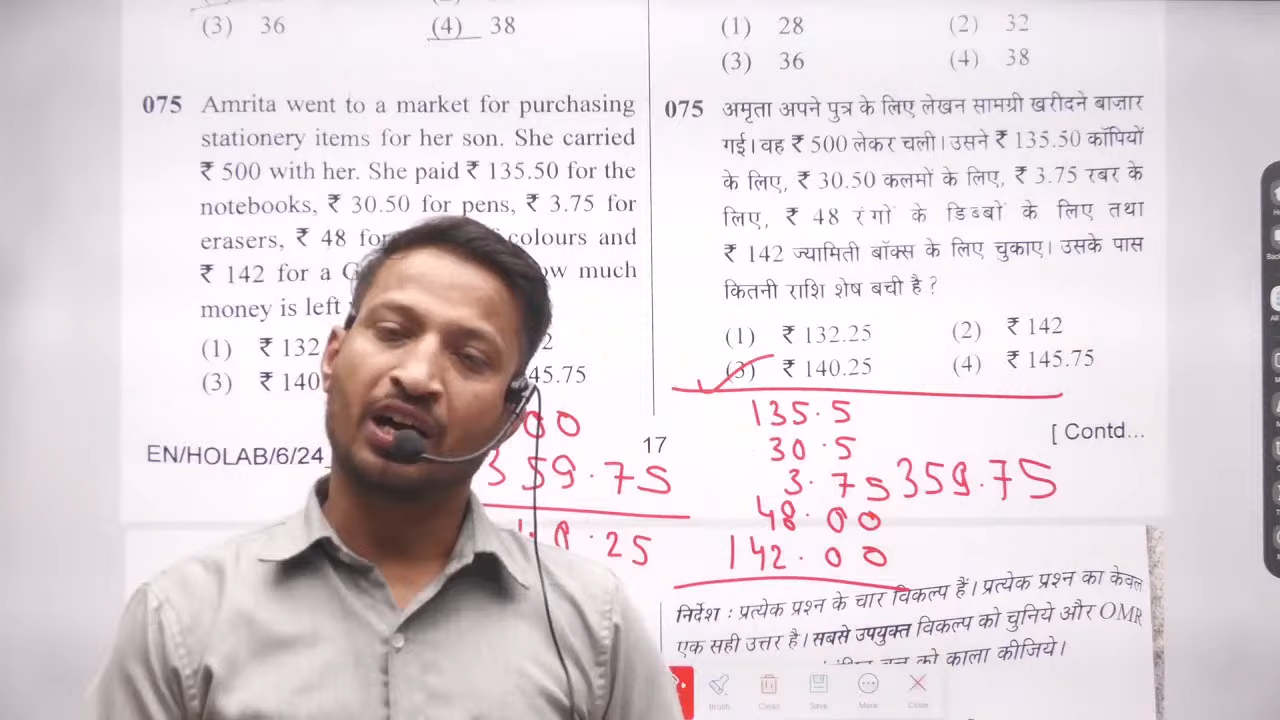 (3) 36
(4) 38
075 Amrita went to a market for purchasing
stationery items for her son. She carried
₹ 500 with her. She paid ₹ 135.50 for the
notebooks, ₹ 30.50 for pens, ₹ 3.75 for
erasers, ₹ 48 for colours and
₹ 142 for a much
money is left
(1) ₹ 132
(3) ₹ 140
45.75
EN/HOLAB/6/24
17
359.75
.25
(1) 28
(2) 32
(3) 36
(4) 38
075 अमृता अपने पुत्र के लिए लेखन सामग्री खरीदने बाजार
गई। वह ₹ 500 लेकर चली। उसने ₹ 135.50 कॉपियों
के लिए, ₹ 30.50 कलमों के लिए, ₹ 3.75 रबर के
लिए, ₹ 48 रंगों के डिब्बों के लिए तथा
₹ 142 ज्यामिती बॉक्स के लिए चुकाए। उसके पास
कितनी राशि शेष बची है ?
(1) ₹ 132.25
(2) ₹ 142
(3) ₹ 140.25
(4) ₹ 145.75
135.5
30.5
3.75
48.00
142.00
359.75
[ Contd...
निर्देश : प्रत्येक प्रश्न के चार विकल्प हैं। प्रत्येक प्रश्न का केवल
एक सही उत्तर है। सबसे उपयुक्त विकल्प को चुनिये और OMR
को काला कीजिये।
Brush
Clean
Save
More
Close